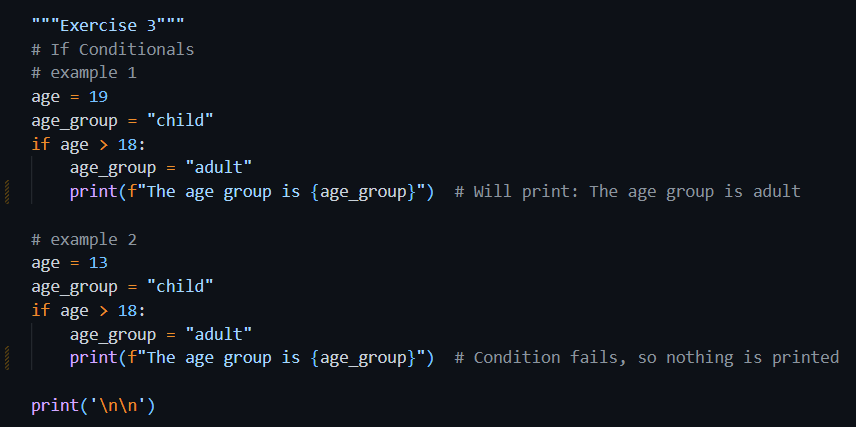 """Exercise 3"""
# If Conditionals
# example 1
age = 19
age_group = "child"
if age > 18:
    age_group = "adult"
    print(f"The age group is {age_group}")  # Will print: The age group is adult

# example 2
age = 13
age_group = "child"
if age > 18:
    age_group = "adult"
    print(f"The age group is {age_group}")  # Condition fails, so nothing is printed

print('\n\n')